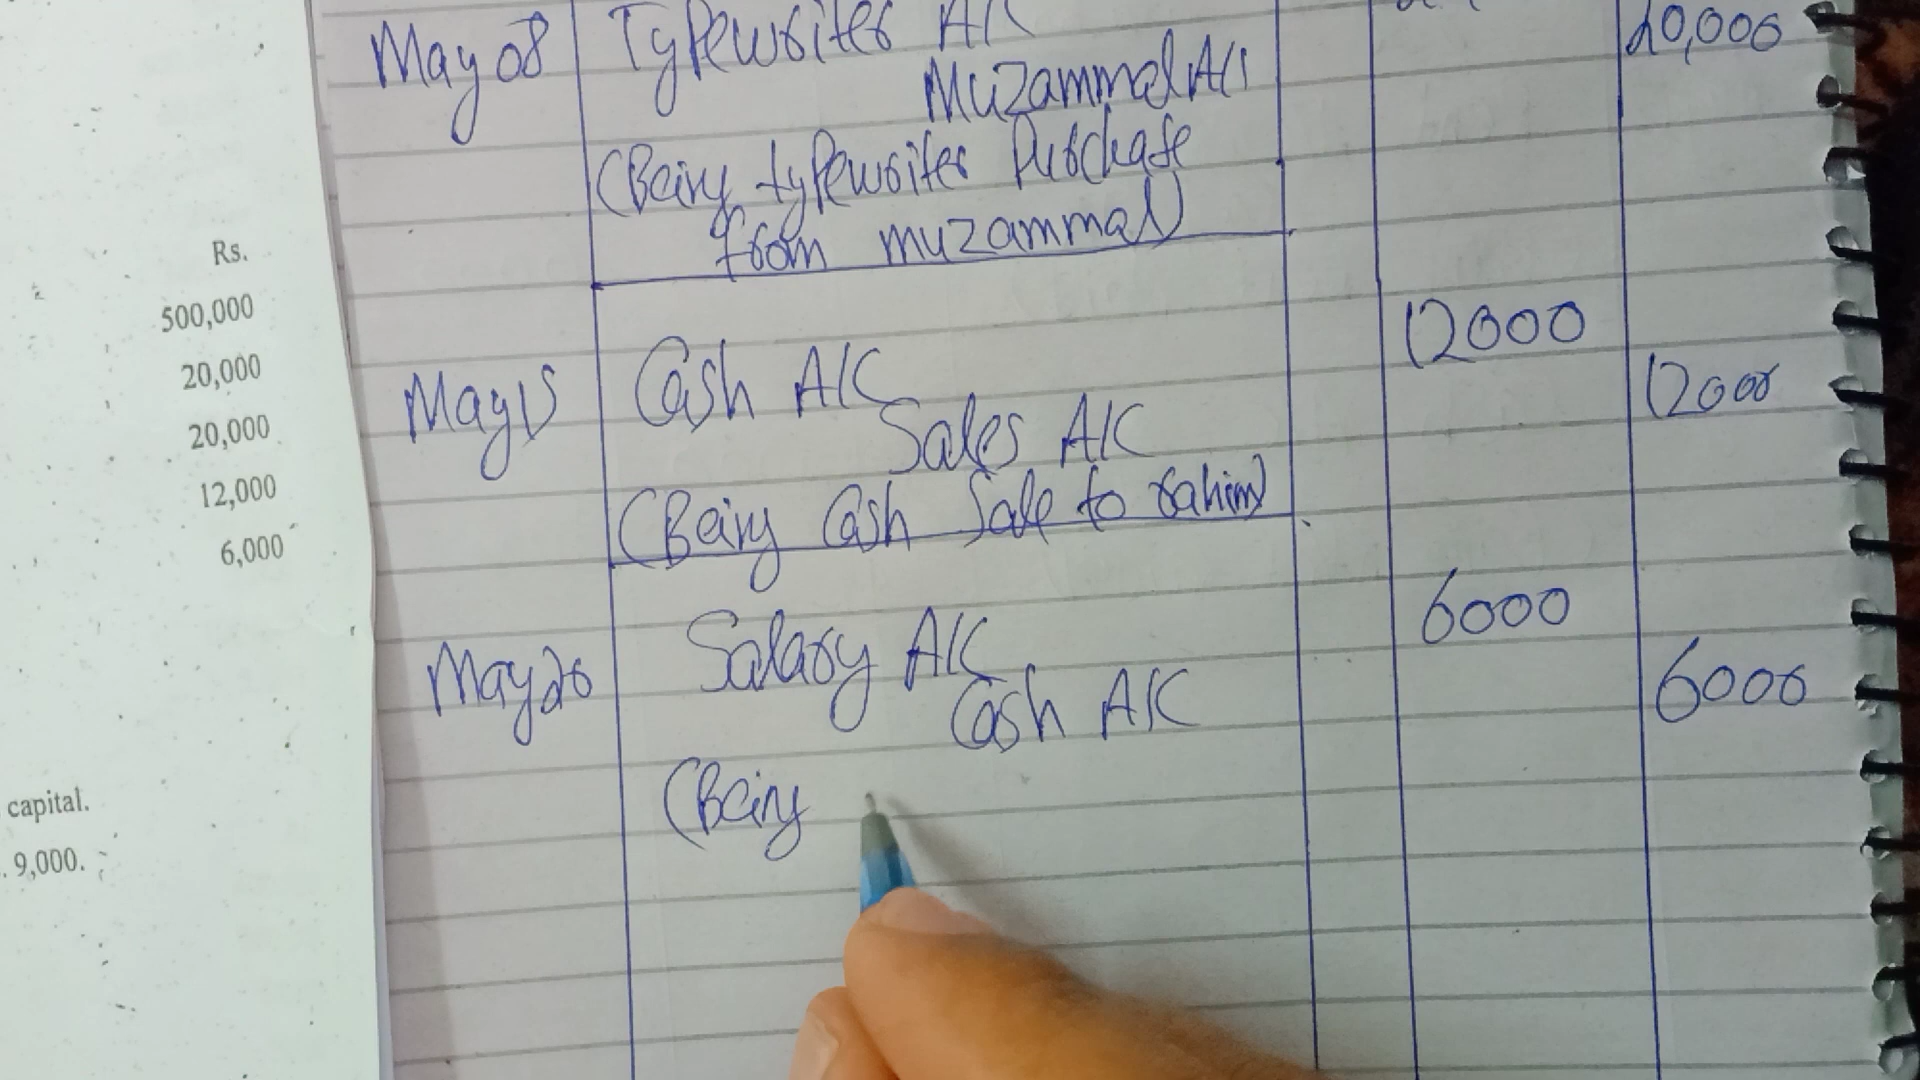 Rs.
500,000
20,000
20,000
12,000
6,000
capital.
. 9,000.
May 08 Typewriter A/C
20,000
Muzammal A/C
(Being typewriter Purchase
from muzammal)
May 15 Cash A/C 12000
Sales A/C 12000
(Being Cash Sale to rahim)
May 20 Salary A/C 6000
Cash A/C 6000
(Being